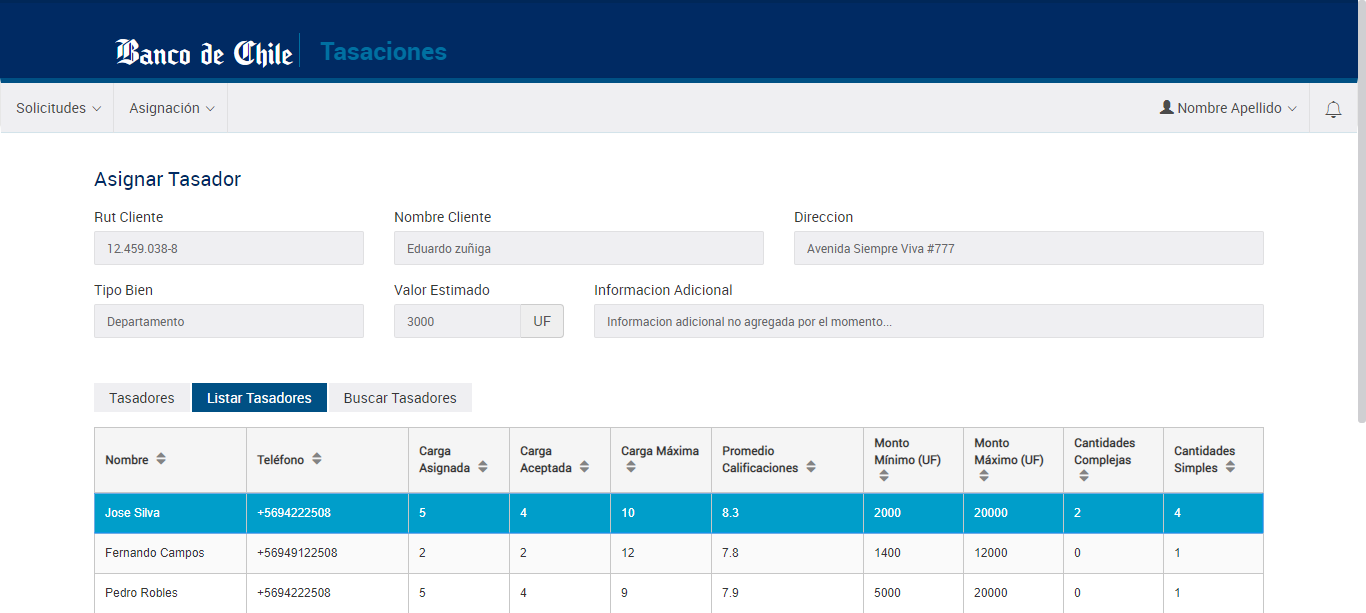 Banco de Chile Tasaciones
Solicitudes Asignación Nombre Apellido
Asignar Tasador
Rut Cliente Nombre Cliente Direccion
12.459.038-8 Eduardo zuñiga Avenida Siempre Viva #777
Tipo Bien Valor Estimado Informacion Adicional
Departamento 3000 UF Informacion adicional no agregada por el momento...
Tasadores Listar Tasadores Buscar Tasadores
Nombre Teléfono Carga Asignada Carga Aceptada Carga Máxima Promedio Calificaciones Monto Mínimo (UF) Monto Máximo (UF) Cantidades Complejas Cantidades Simples
Jose Silva +5694222508 5 4 10 8.3 2000 20000 2 4
Fernando Campos +56949122508 2 2 12 7.8 1400 12000 0 1
Pedro Robles +5694222508 5 4 9 7.9 5000 20000 0 1